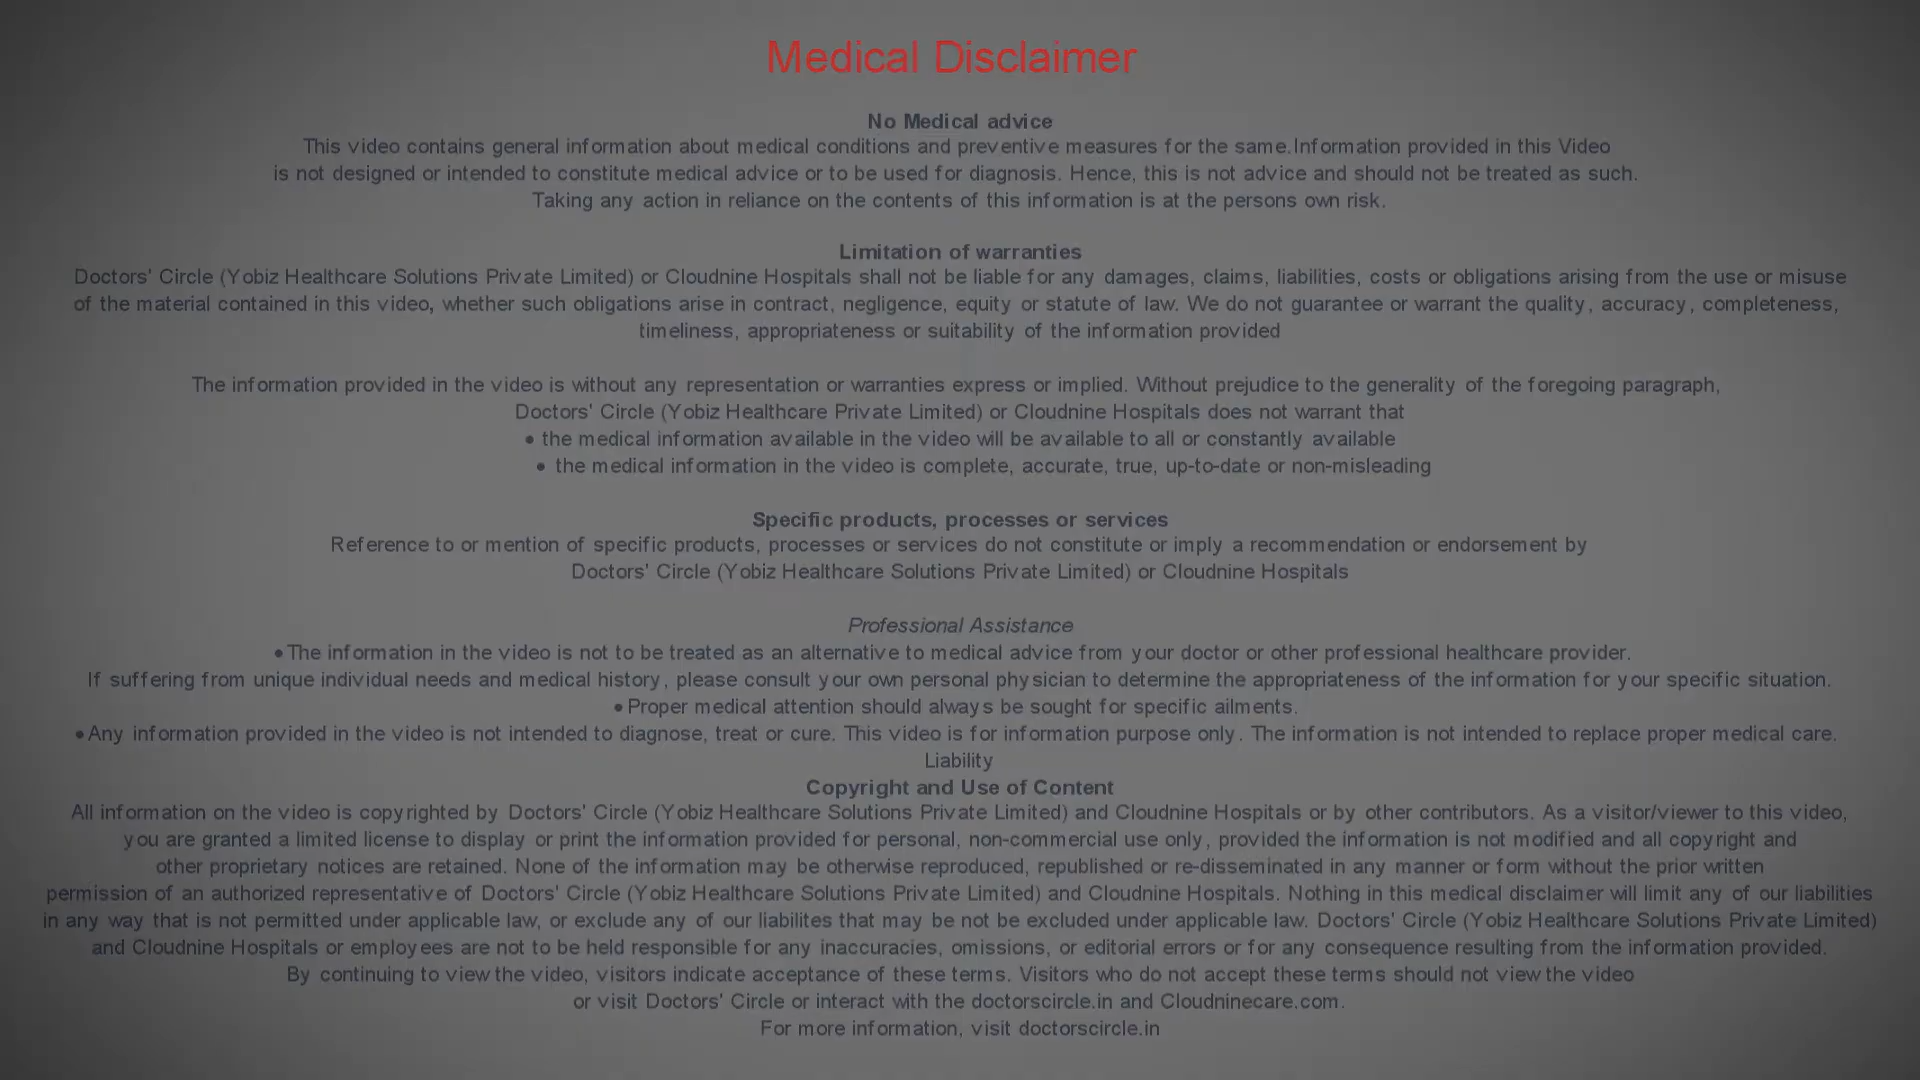 Medical Disclaimer
No Medical advice
This video contains general information about medical conditions and preventive measures for the same.Information provided in this Video
is not designed or intended to constitute medical advice or to be used for diagnosis. Hence, this is not advice and should not be treated as such.
Taking any action in reliance on the contents of this information is at the persons own risk.
Limitation of warranties
Doctors' Circle (Yobiz Healthcare Solutions Private Limited) or Cloudnine Hospitals shall not be liable for any damages, claims, liabilities, costs or obligations arising from the use or misuse
of the material contained in this video, whether such obligations arise in contract, negligence, equity or statute of law. We do not guarantee or warrant the quality, accuracy, completeness,
timeliness, appropriateness or suitability of the information provided
The information provided in the video is without any representation or warranties express or implied. Without prejudice to the generality of the foregoing paragraph,
Doctors' Circle (Yobiz Healthcare Private Limited) or Cloudnine Hospitals does not warrant that
• the medical information available in the video will be available to all or constantly available
• the medical information in the video is complete, accurate, true, up-to-date or non-misleading
Specific products, processes or services
Reference to or mention of specific products, processes or services do not constitute or imply a recommendation or endorsement by
Doctors' Circle (Yobiz Healthcare Solutions Private Limited) or Cloudnine Hospitals
Professional Assistance
•The information in the video is not to be treated as an alternative to medical advice from your doctor or other professional healthcare provider.
If suffering from unique individual needs and medical history, please consult your own personal physician to determine the appropriateness of the information for your specific situation.
•Proper medical attention should always be sought for specific ailments.
•Any information provided in the video is not intended to diagnose, treat or cure. This video is for information purpose only. The information is not intended to replace proper medical care.
Liability
Copyright and Use of Content
All information on the video is copyrighted by Doctors' Circle (Yobiz Healthcare Solutions Private Limited) and Cloudnine Hospitals or by other contributors. As a visitor/viewer to this video,
you are granted a limited license to display or print the information provided for personal, non-commercial use only, provided the information is not modified and all copyright and
other proprietary notices are retained. None of the information may be otherwise reproduced, republished or re-disseminated in any manner or form without the prior written
permission of an authorized representative of Doctors' Circle (Yobiz Healthcare Solutions Private Limited) and Cloudnine Hospitals. Nothing in this medical disclaimer will limit any of our liabilities
in any way that is not permitted under applicable law, or exclude any of our liabilites that may be not be excluded under applicable law. Doctors' Circle (Yobiz Healthcare Solutions Private Limited)
and Cloudnine Hospitals or employees are not to be held responsible for any inaccuracies, omissions, or editorial errors or for any consequence resulting from the information provided.
By continuing to view the video, visitors indicate acceptance of these terms. Visitors who do not accept these terms should not view the video
or visit Doctors' Circle or interact with the doctorscircle.in and Cloudninecare.com.
For more information, visit doctorscircle.in